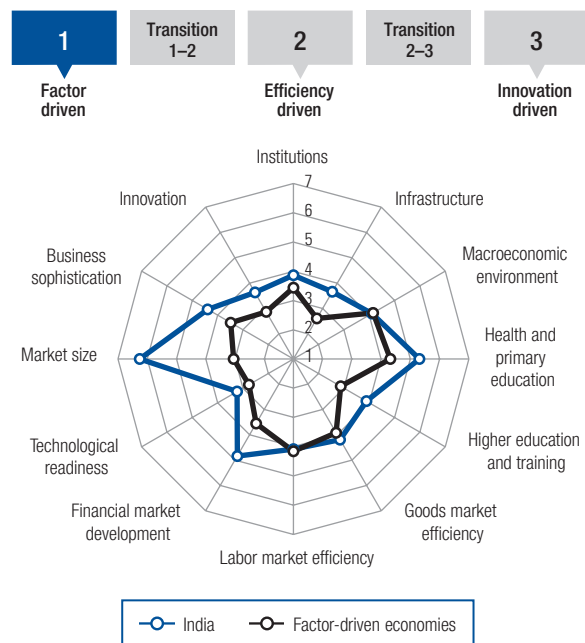 1
Transition
1–2
2
Transition
2–3
3
Factor
driven
Efficiency
driven
Innovation
driven
Institutions
Infrastructure
Macroeconomic
environment
Health and
primary
education
Higher education
and training
Goods market
efficiency
Labor market efficiency
Financial market
development
Technological
readiness
Market size
Business
sophistication
Innovation
7
6
5
4
3
2
1
India
Factor-driven economies